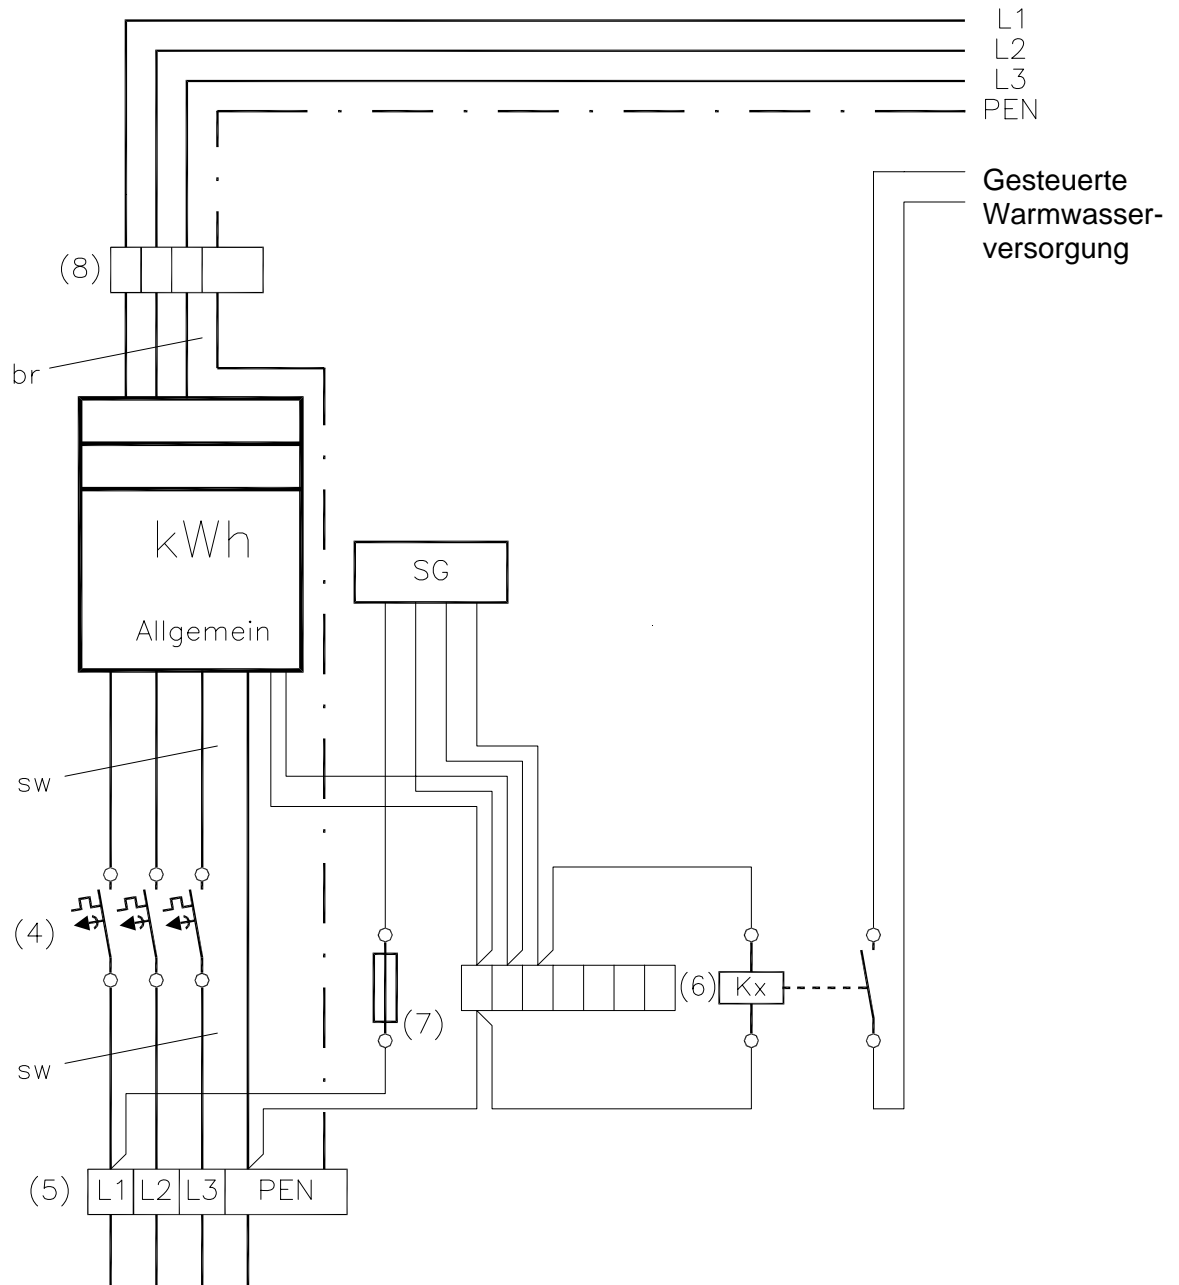 L1
L2
L3
PEN
Gesteuerte
Warmwasser-
versorgung
(8)
br
kWh
Allgemein
SG
sw
(4)
(6)
Kx
(7)
sw
(5)
L1
L2
L3
PEN